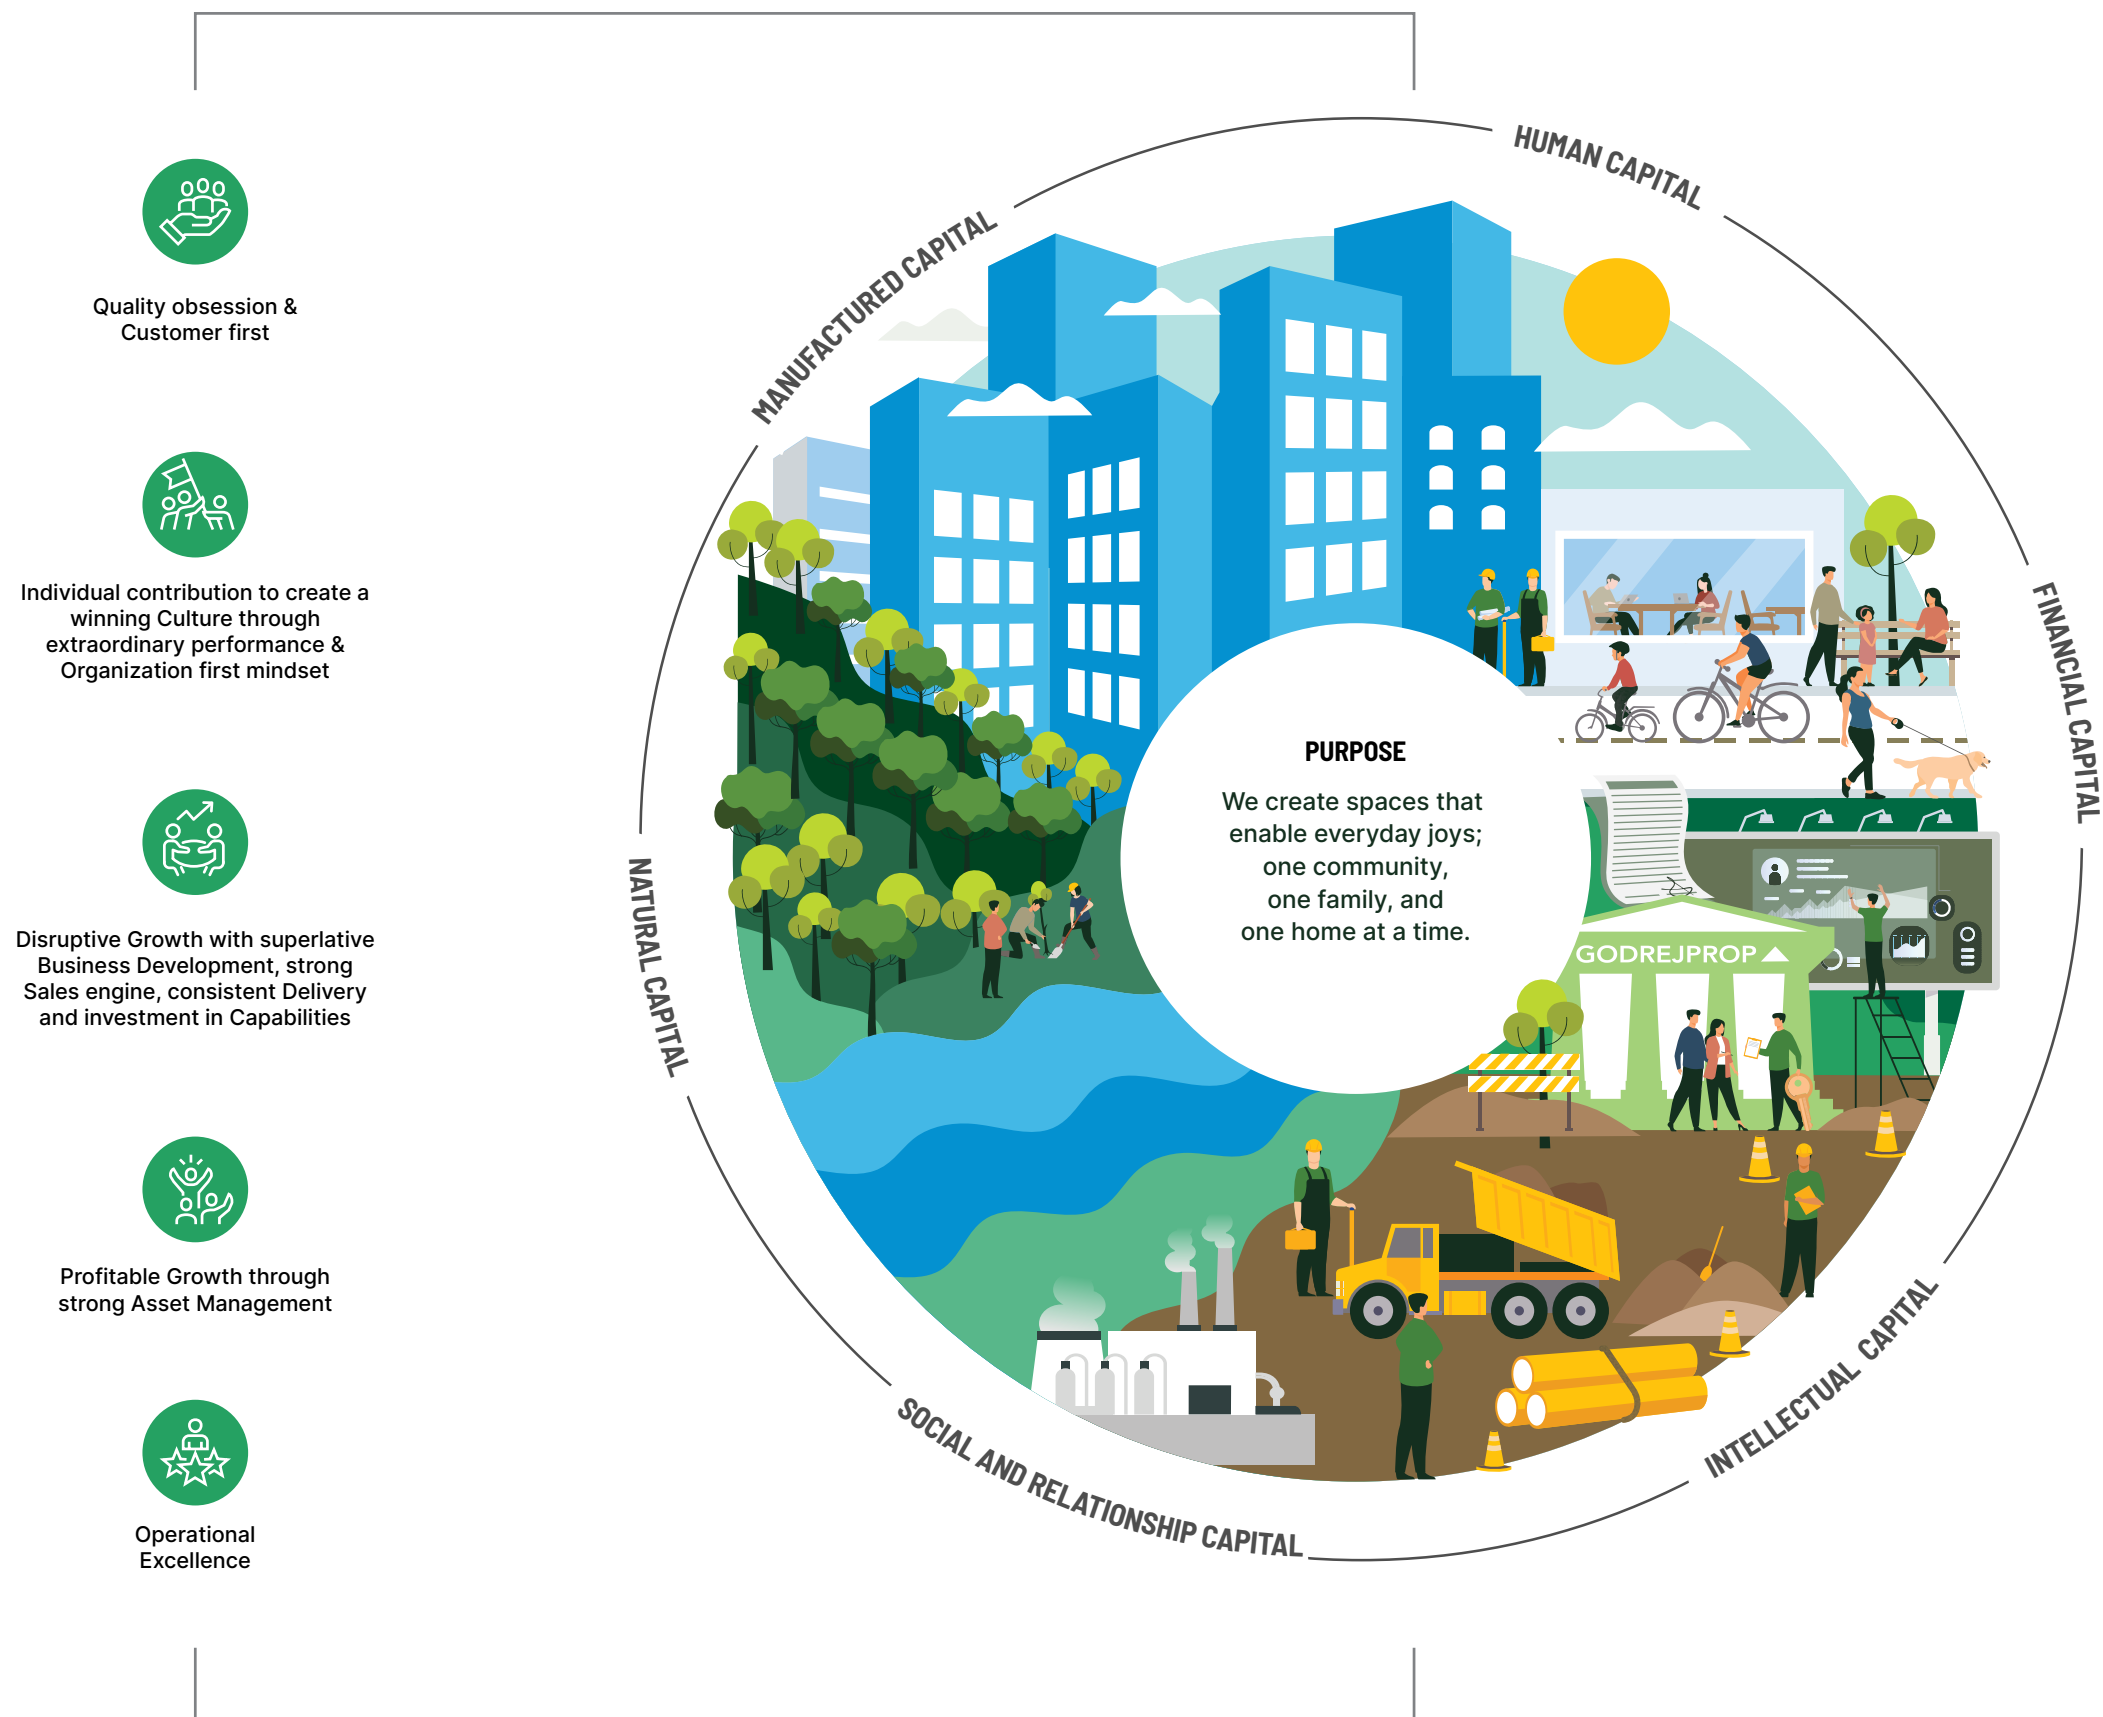 Quality obsession &
Customer first
Individual contribution to create a
winning Culture through
extraordinary performance &
Organization first mindset
Disruptive Growth with superlative
Business Development, strong
Sales engine, consistent Delivery
and investment in Capabilities
Profitable Growth through
strong Asset Management
Operational
Excellence
HUMAN CAPITAL
MANUFACTURED CAPITAL
FINANCIAL CAPITAL
NATURAL CAPITAL
INTELLECTUAL CAPITAL
SOCIAL AND RELATIONSHIP CAPITAL
PURPOSE
We create spaces that
enable everyday joys;
one community,
one family, and
one home at a time.
GODREJPROP